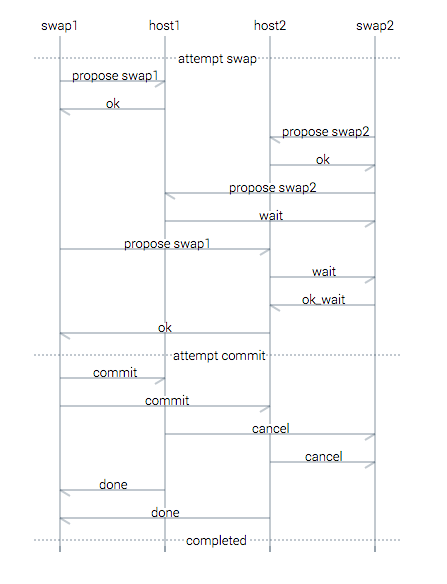 swap1 host1 host2 swap2
attempt swap
propose swap1
ok
propose swap2
ok
propose swap2
wait
propose swap1
wait
ok_wait
ok
attempt commit
commit
commit
cancel
cancel
done
done
completed